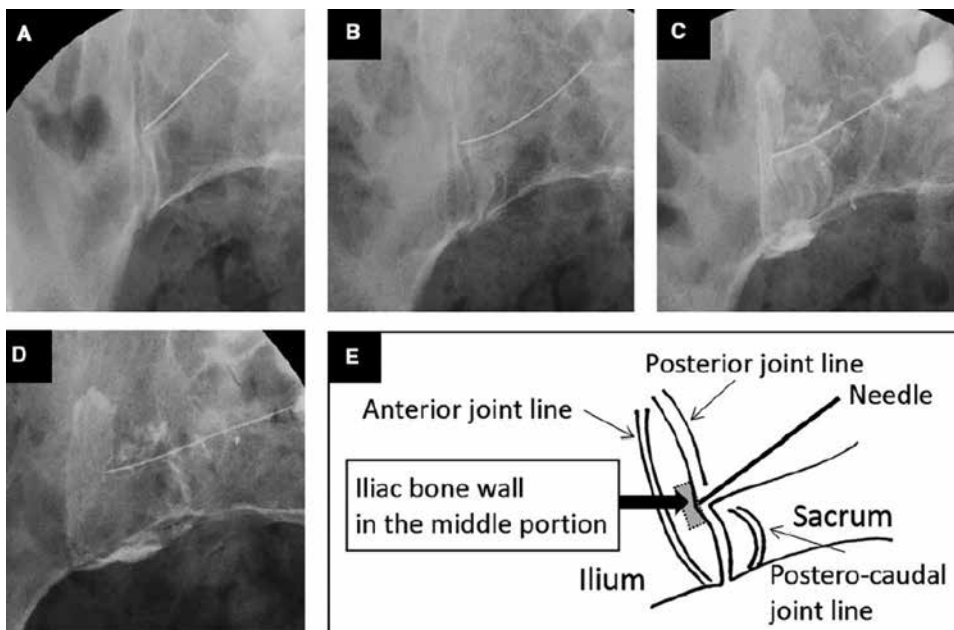 A
B
C
D
E
Posterior joint line
Anterior joint line
Needle
Iliac bone wall
in the middle portion
Sacrum
Ilium
Postero-caudal
joint line